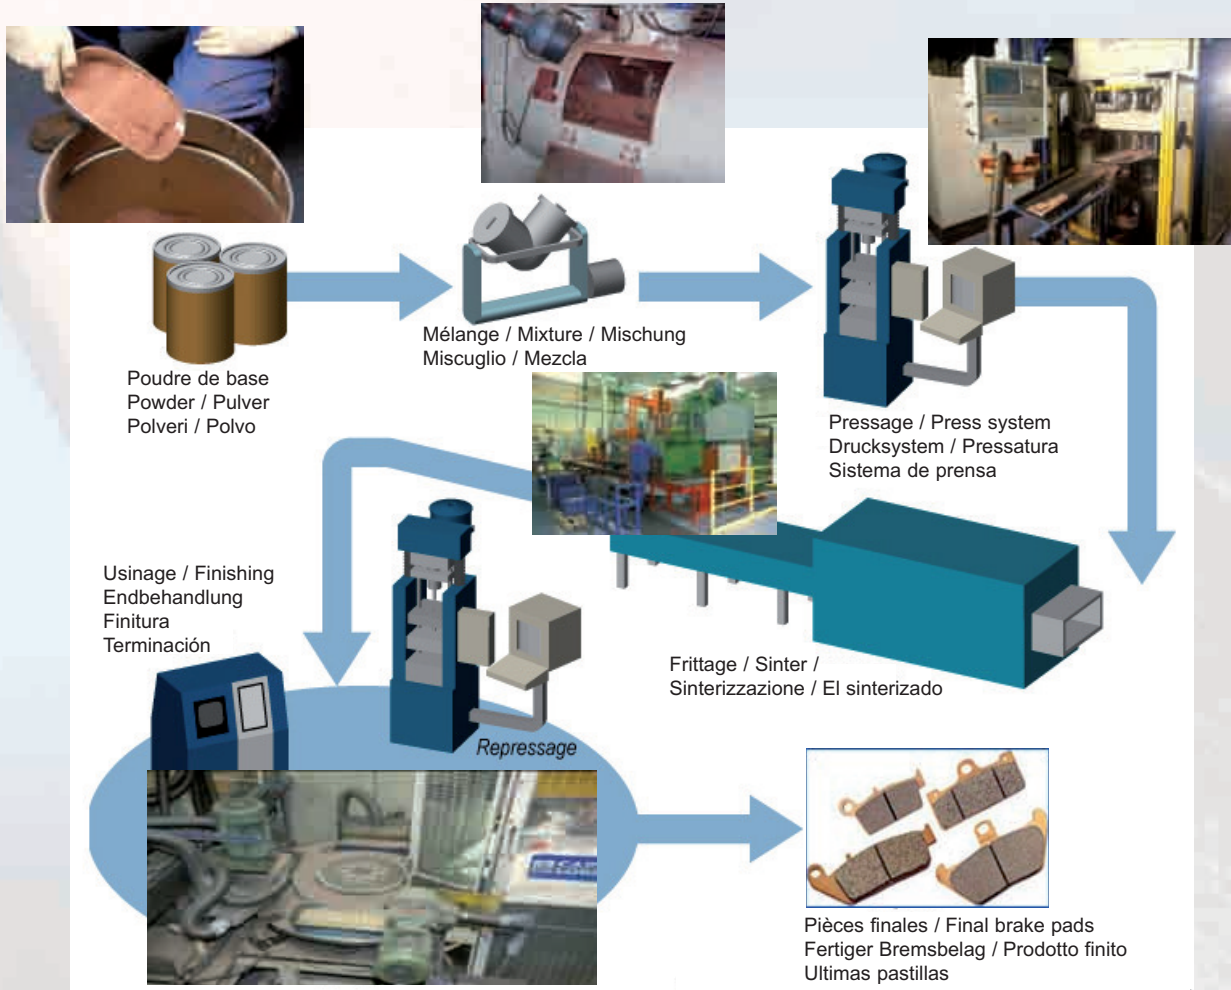 Mélange / Mixture / Mischung
Miscuglio / Mezcla
Poudre de base
Powder / Pulver
Polveri / Polvo
Pressage / Press system
Drucksystem / Pressatura
Sistema de prensa
Usinage / Finishing
Endbehandlung
Finitura
Terminación
Frittage / Sinter /
Sinterizzazione / El sinterizado
Repressage
Pièces finales / Final brake pads
Fertiger Bremsbelag / Prodotto finito
Ultimas pastillas